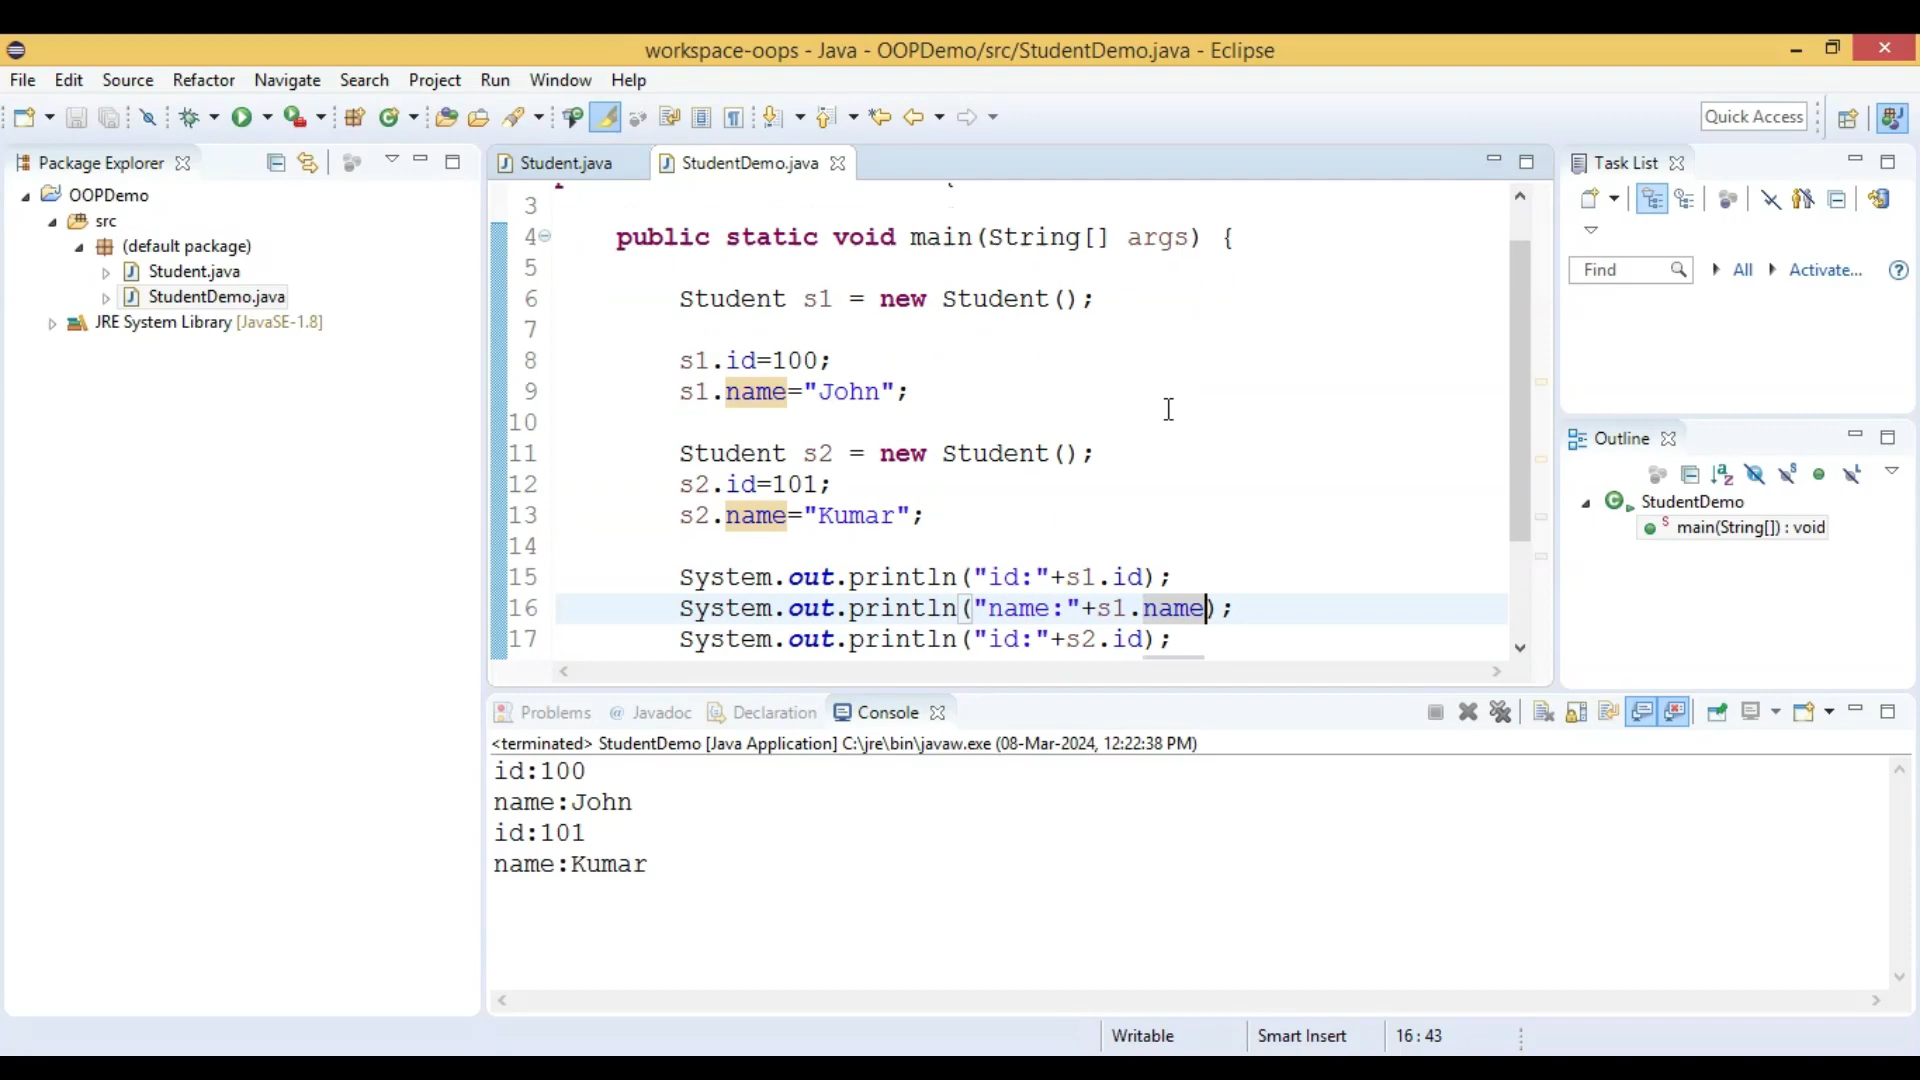 workspace-oops - Java - OOPDemo/src/StudentDemo.java - Eclipse
File Edit Source Refactor Navigate Search Project Run Window Help
Quick Access
Package Explorer
OOPDemo
src
(default package)
Student.java
StudentDemo.java
JRE System Library [JavaSE-1.8]
Student.java StudentDemo.java
3
4 public static void main(String[] args) {
5
6 Student s1 = new Student();
7
8 s1.id=100;
9 s1.name="John";
10
11 Student s2 = new Student();
12 s2.id=101;
13 s2.name="Kumar";
14
15 System.out.println("id:"+s1.id);
16 System.out.println("name:"+s1.name);
17 System.out.println("id:"+s2.id);
Task List
Find All Activate...
Outline
StudentDemo
main(String[]) : void
Problems @ Javadoc Declaration Console
<terminated> StudentDemo [Java Application] C:\jre\bin\javaw.exe (08-Mar-2024, 12:22:38 PM)
id:100
name:John
id:101
name:Kumar
Writable Smart Insert 16 : 43